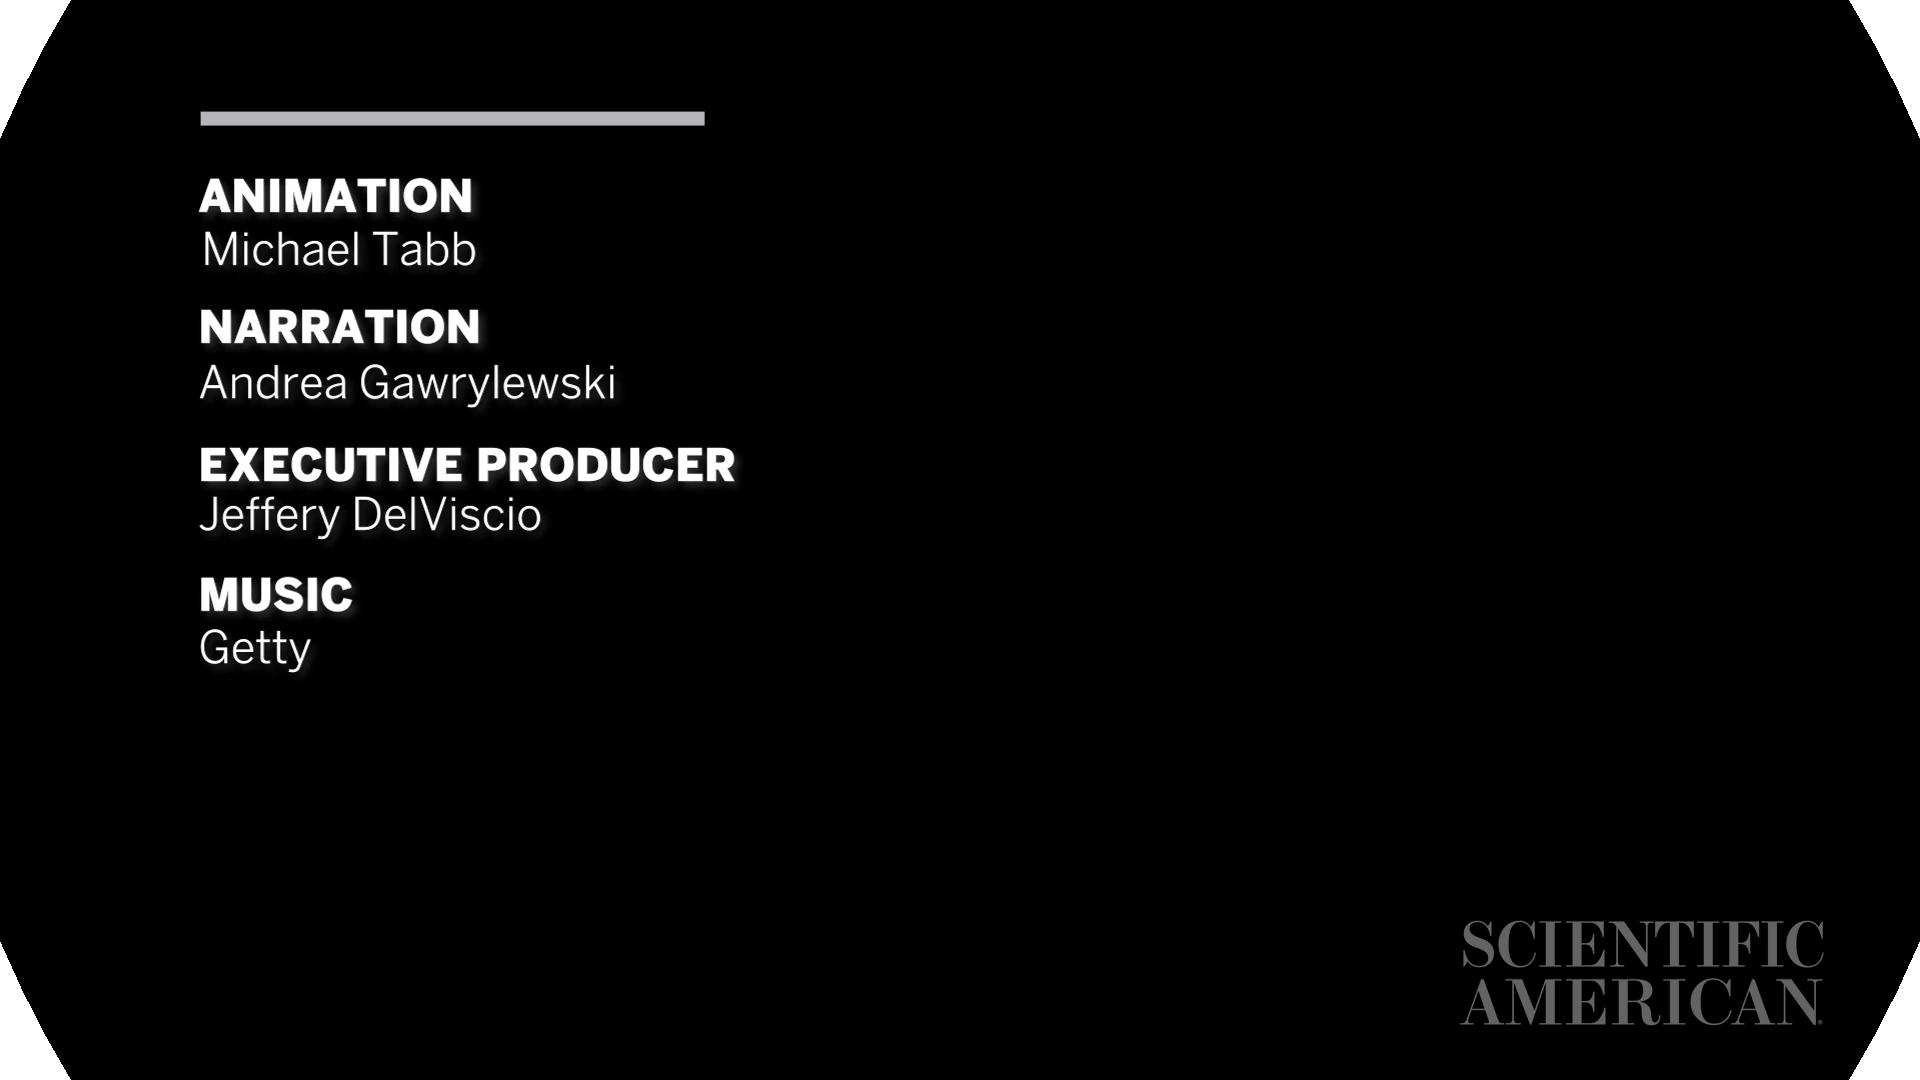 ANIMATION
Michael Tabb
NARRATION
Andrea Gawrylewski
EXECUTIVE PRODUCER
Jeffery DelViscio
MUSIC
Getty
SCIENTIFIC
AMERICAN